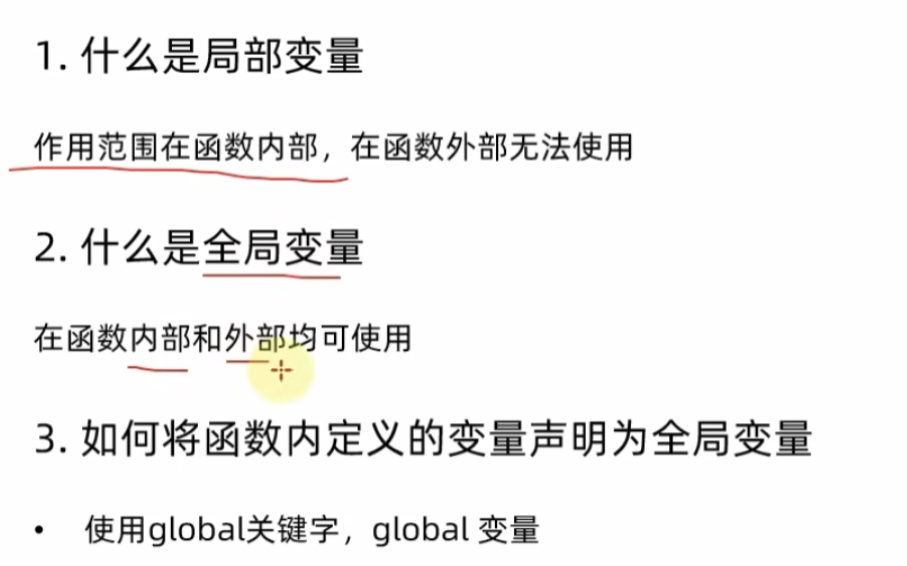 1. 什么是局部变量
作用范围在函数内部，在函数外部无法使用
2. 什么是全局变量
在函数内部和外部均可使用
3. 如何将函数内定义的变量声明为全局变量
• 使用global关键字，global 变量